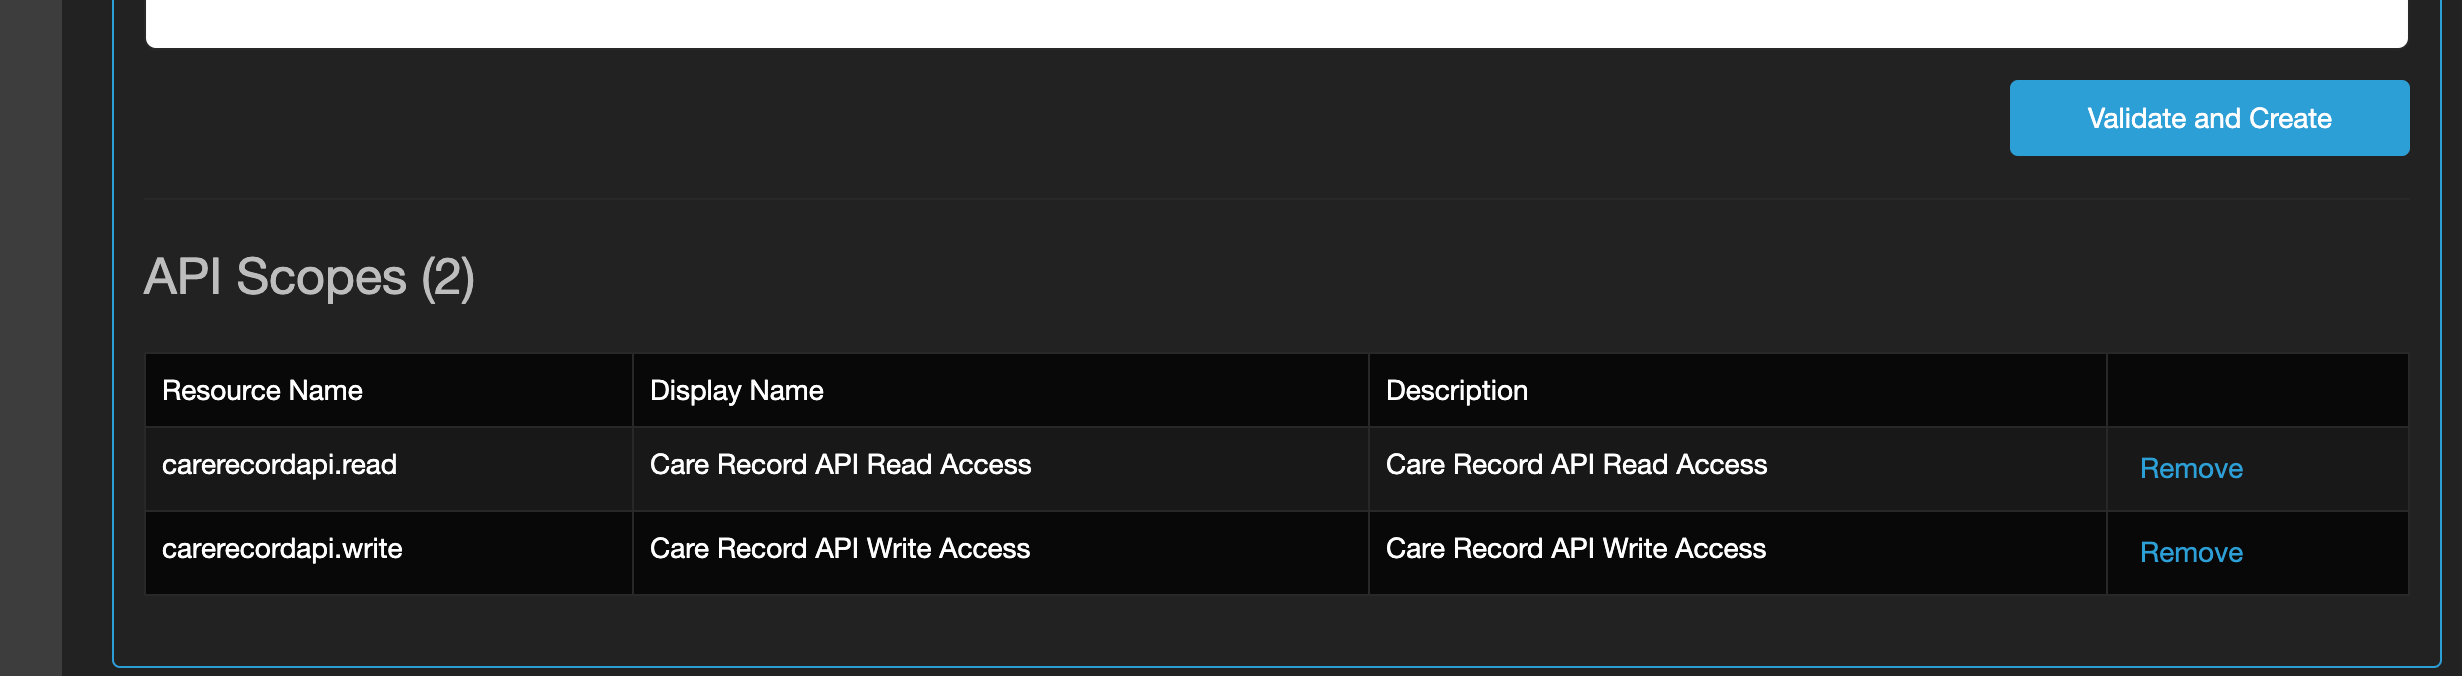 Validate and Create
API Scopes (2)
Resource Name Display Name Description
carerecordapi.read Care Record API Read Access Care Record API Read Access Remove
carerecordapi.write Care Record API Write Access Care Record API Write Access Remove